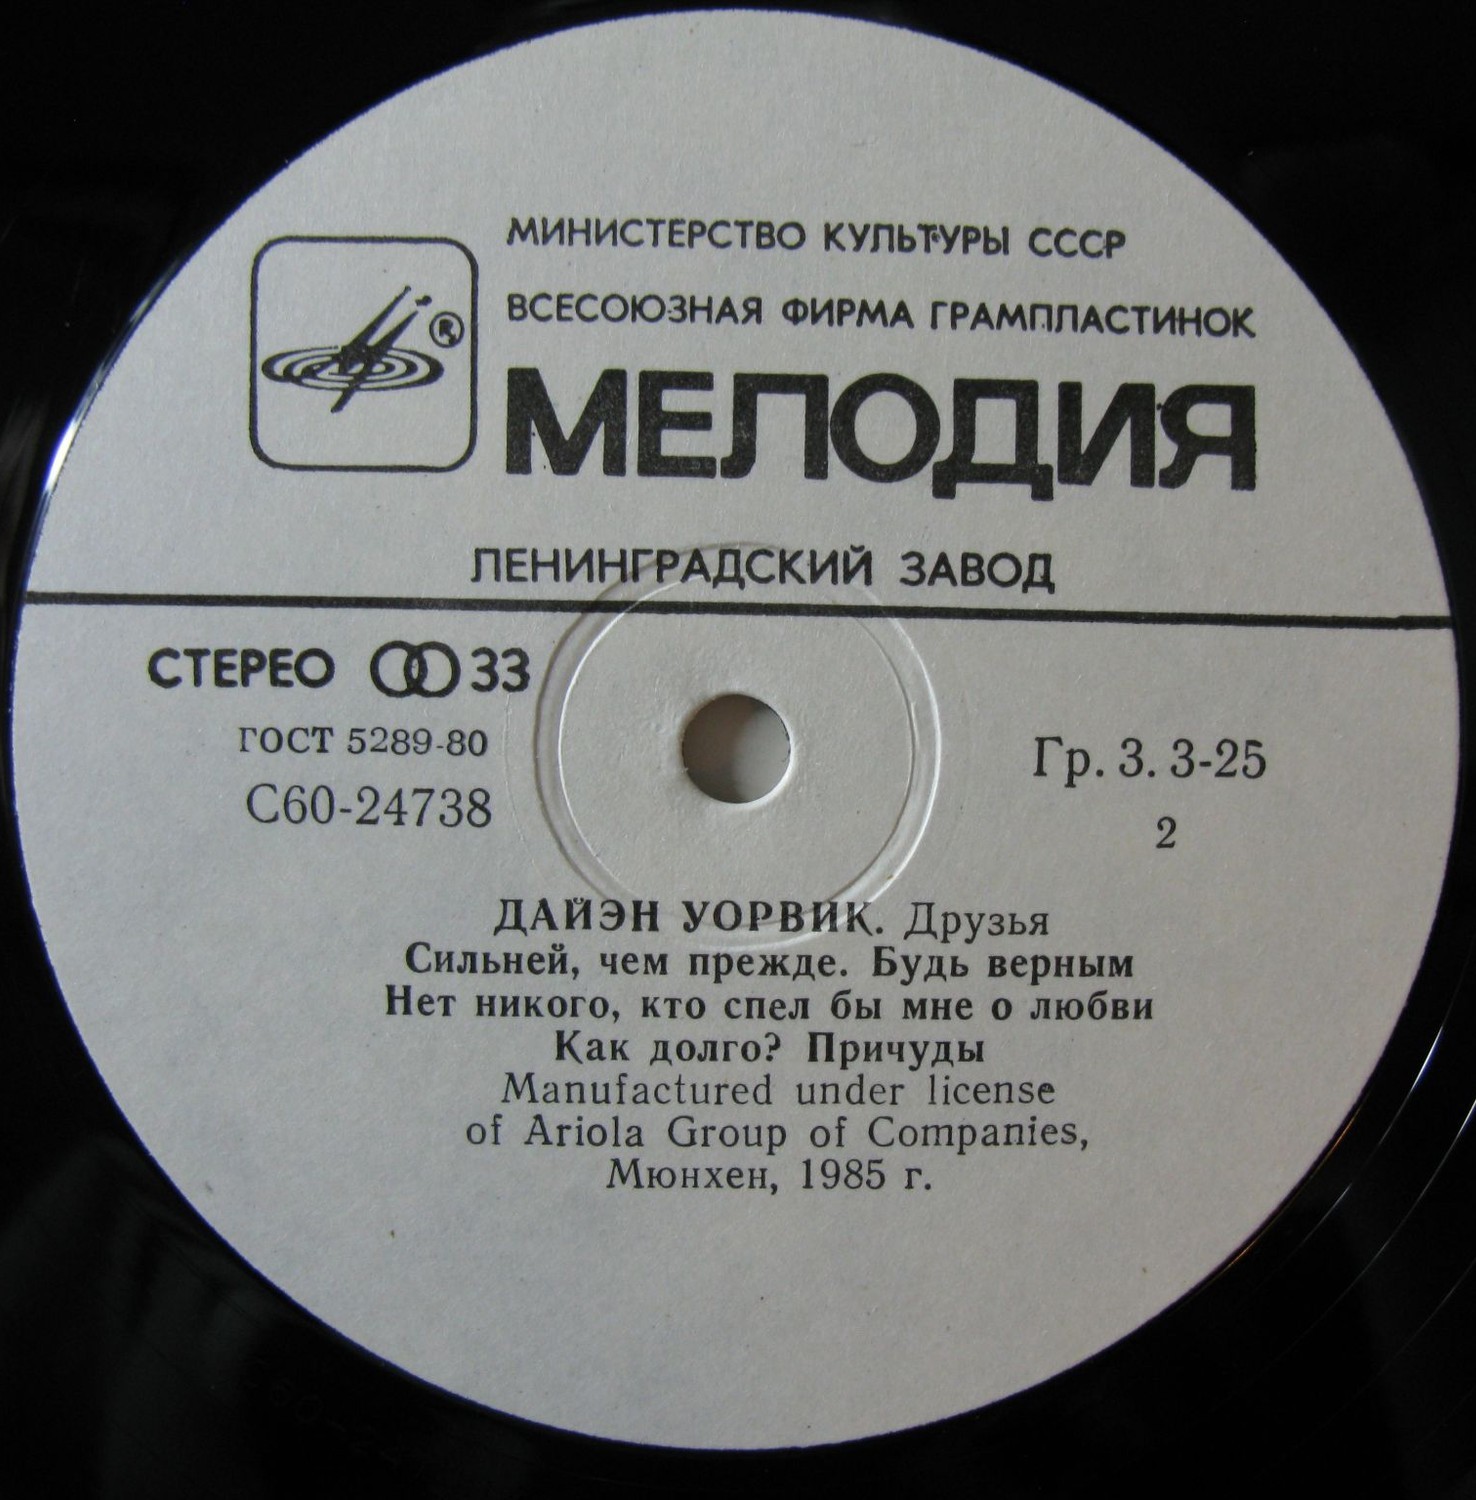 МИНИСТЕРСТВО КУЛЬТУРЫ СССР
ВСЕСОЮЗНАЯ ФИРМА ГРАМПЛАСТИНОК
®
МЕЛОДИЯ
ЛЕНИНГРАДСКИЙ ЗАВОД
СТЕРЕО 33
ГОСТ 5289-80
Гр. 3. 3-25
С60-24738
2
ДАЙЭН УОРВИК. Друзья
Сильней, чем прежде. Будь верным
Нет никого, кто спел бы мне о любви
Как долго? Причуды
Manufactured under license
of Ariola Group of Companies,
Мюнхен, 1985 г.